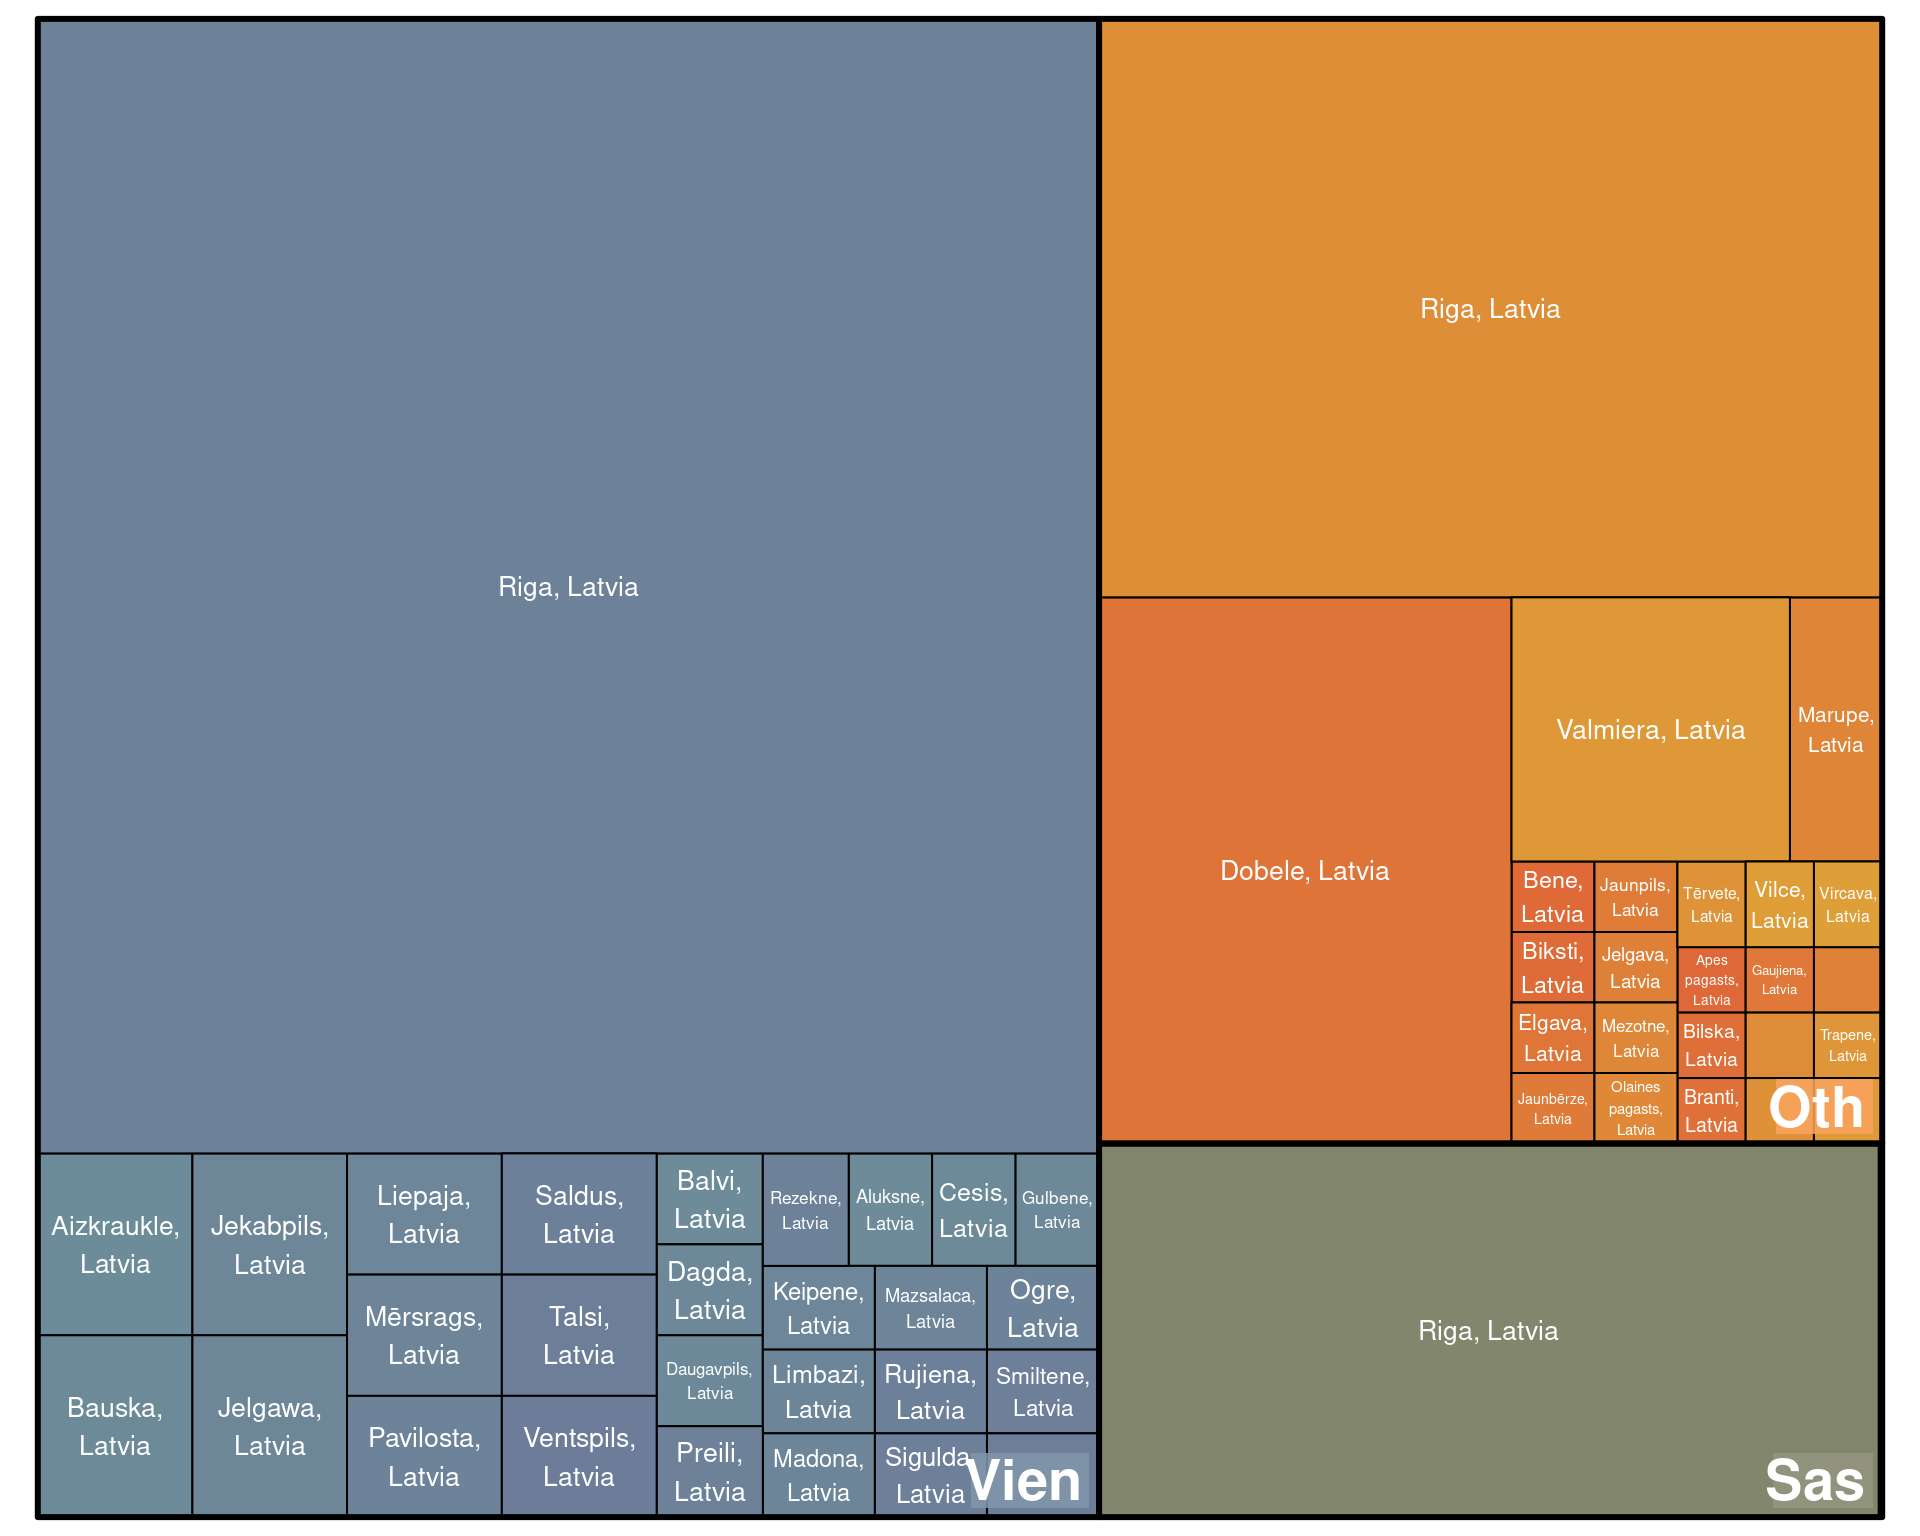 Riga, Latvia
Aizkraukle,
Latvia
Bauska,
Latvia
Jekabpils,
Latvia
Jelgawa,
Latvia
Liepaja,
Latvia
Mērsrags,
Latvia
Pavilosta,
Latvia
Saldus,
Latvia
Talsi,
Latvia
Ventspils,
Latvia
Balvi,
Latvia
Dagda,
Latvia
Daugavpils,
Latvia
Preili,
Latvia
Rezekne,
Latvia
Aluksne,
Latvia
Cesis,
Latvia
Gulbene,
Latvia
Keipene,
Latvia
Limbazi,
Latvia
Madona,
Latvia
Mazsalaca,
Latvia
Rujiena,
Latvia
Sigulda,
Latvia
Ogre,
Latvia
Smiltene,
Latvia
Vien
Riga, Latvia
Dobele, Latvia
Valmiera, Latvia
Marupe,
Latvia
Bene,
Latvia
Biksti,
Latvia
Elgava,
Latvia
Jaunbērze,
Latvia
Jaunpils,
Latvia
Jelgava,
Latvia
Mezotne,
Latvia
Olaines
pagasts,
Latvia
Tērvete,
Latvia
Vilce,
Latvia
Vircava,
Latvia
Apes
pagasts,
Latvia
Bilska,
Latvia
Branti,
Latvia
Gaujiena,
Latvia
Trapene,
Latvia
Oth
Riga, Latvia
Sas